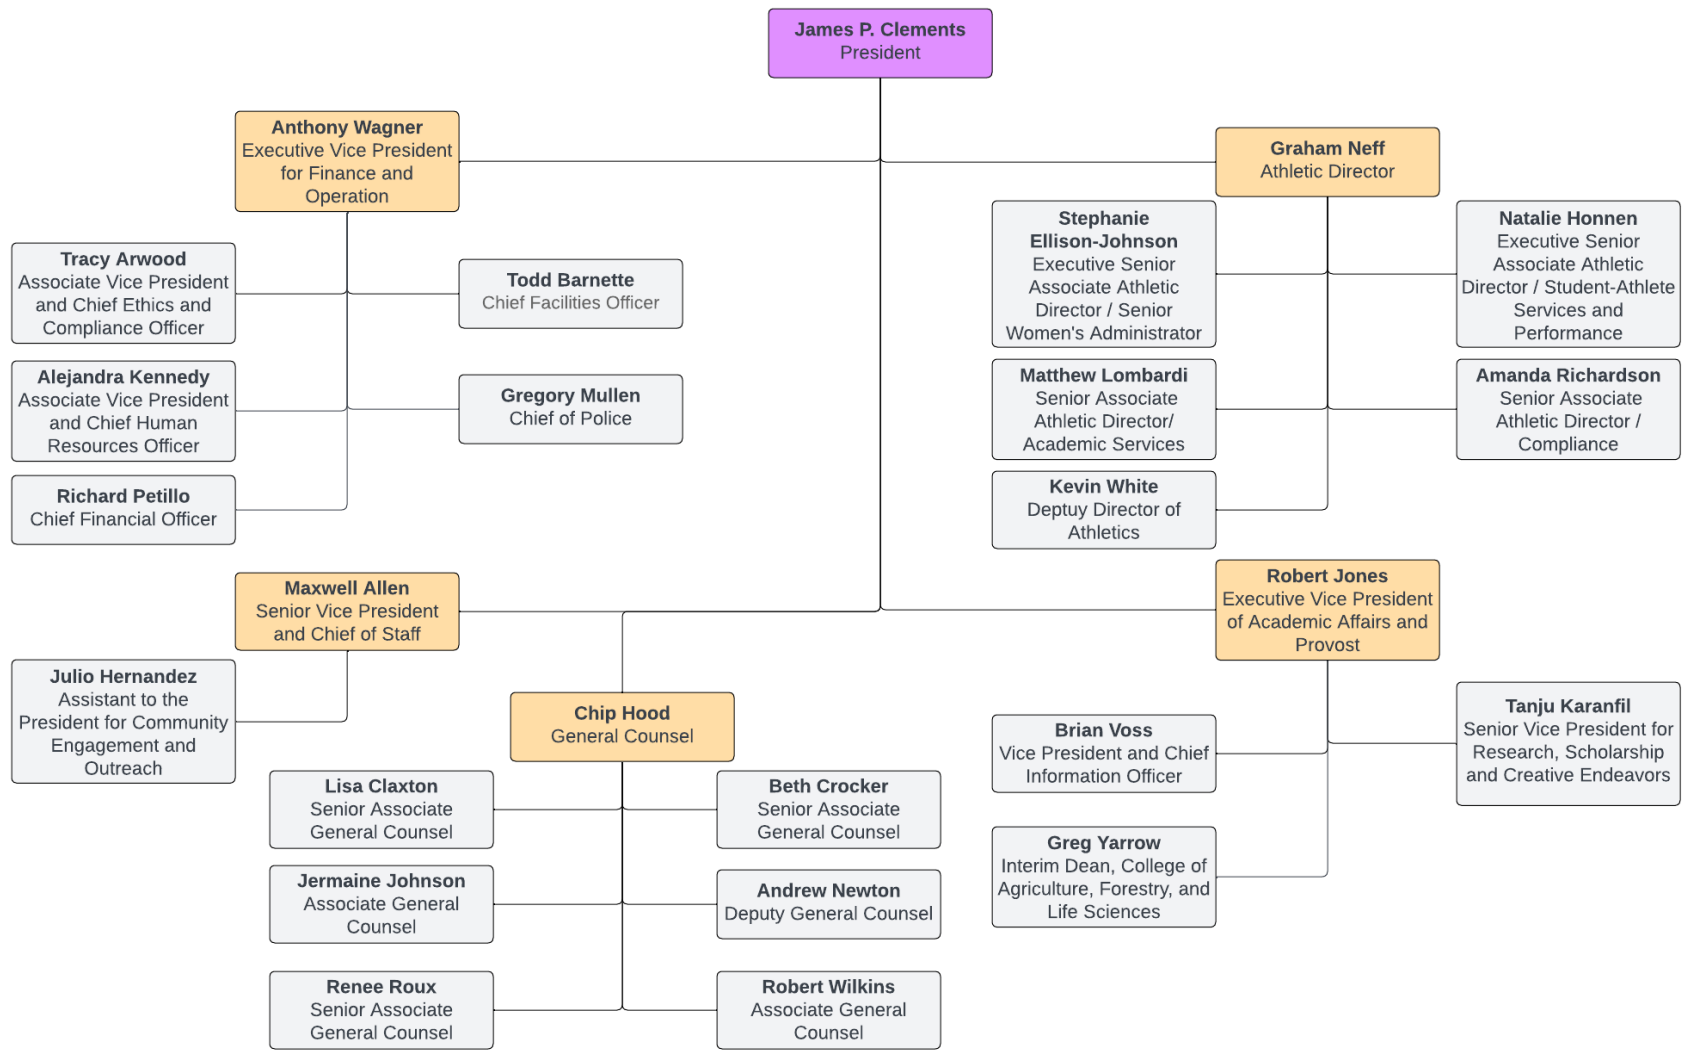 James P. Clements
President
Anthony Wagner
Executive Vice President
for Finance and
Operation
Graham Neff
Athletic Director
Tracy Arwood
Associate Vice President
and Chief Ethics and
Compliance Officer
Todd Barnette
Chief Facilities Officer
Alejandra Kennedy
Associate Vice President
and Chief Human
Resources Officer
Gregory Mullen
Chief of Police
Richard Petillo
Chief Financial Officer
Stephanie
Ellison-Johnson
Executive Senior
Associate Athletic
Director / Senior
Women's Administrator
Natalie Honnen
Executive Senior
Associate Athletic
Director / Student-Athlete
Services and
Performance
Matthew Lombardi
Senior Associate
Athletic Director/
Academic Services
Amanda Richardson
Senior Associate
Athletic Director /
Compliance
Kevin White
Deptuy Director of
Athletics
Maxwell Allen
Senior Vice President
and Chief of Staff
Julio Hernandez
Assistant to the
President for Community
Engagement and
Outreach
Chip Hood
General Counsel
Lisa Claxton
Senior Associate
General Counsel
Beth Crocker
Senior Associate
General Counsel
Jermaine Johnson
Associate General
Counsel
Andrew Newton
Deputy General Counsel
Renee Roux
Senior Associate
General Counsel
Robert Wilkins
Associate General
Counsel
Robert Jones
Executive Vice President
of Academic Affairs and
Provost
Brian Voss
Vice President and Chief
Information Officer
Tanju Karanfil
Senior Vice President for
Research, Scholarship
and Creative Endeavors
Greg Yarrow
Interim Dean, College of
Agriculture, Forestry, and
Life Sciences